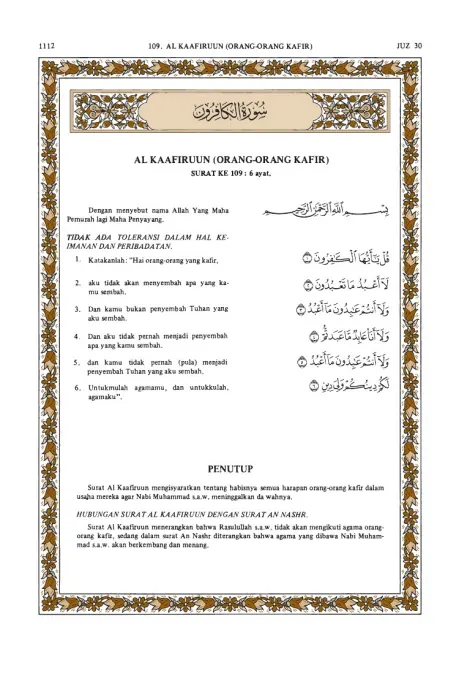 1112
109. AL KAAFIRUUN (ORANG-ORANG KAFIR)
JUZ 30
سُورَةُ الْكَافِرُونَ
AL KAAFIRUUN (ORANG-ORANG KAFIR)
SURAT KE 109 : 6 ayat.
Dengan menyebut nama Allah Yang Maha
Pemurah lagi Maha Penyayang.
بِسْمِ اللَّهِ الرَّحْمَٰنِ الرَّحِيمِ
TIDAK ADA TOLERANSI DALAM HAL KE-
IMANAN DAN PERIBADATAN.
1. Katakanlah: "Hai orang-orang yang kafir,
قُلْ يَٰٓأَيُّهَا ٱلْكَٰفِرُونَ ١
2. aku tidak akan menyembah apa yang ka-
mu sembah.
لَآ أَعْبُدُ مَا تَعْبُدُونَ ٢
3. Dan kamu bukan penyembah Tuhan yang
aku sembah.
وَلَآ أَنتُمْ عَٰبِدُونَ مَآ أَعْبُدُ ٣
4. Dan aku tidak pernah menjadi penyembah
apa yang kamu sembah.
وَلَآ أَنَا۠ عَابِدٌ مَّا عَبَدتُّمْ ٤
5. dan kamu tidak pernah (pula) menjadi
penyembah Tuhan yang aku sembah.
وَلَآ أَنتُمْ عَٰبِدُونَ مَآ أَعْبُدُ ٥
6. Untukmulah agamamu, dan untukkulah,
agamaku".
لَكُمْ دِينُكُمْ وَلِىَ دِينِ ٦
PENUTUP
Surat Al Kaafiruun mengisyaratkan tentang habisnya semua harapan orang-orang kafir dalam
usaha mereka agar Nabi Muhammad s.a.w. meninggalkan da wahnya.
HUBUNGAN SURAT AL KAAFIRUUN DENGAN SURAT AN NASHR.
Surat Al Kaafiruun menerangkan bahwa Rasulullah s.a.w. tidak akan mengikuti agama orang-
orang kafir, sedang dalam surat An Nashr diterangkan bahwa agama yang dibawa Nabi Muham-
mad s.a.w. akan berkembang dan menang.